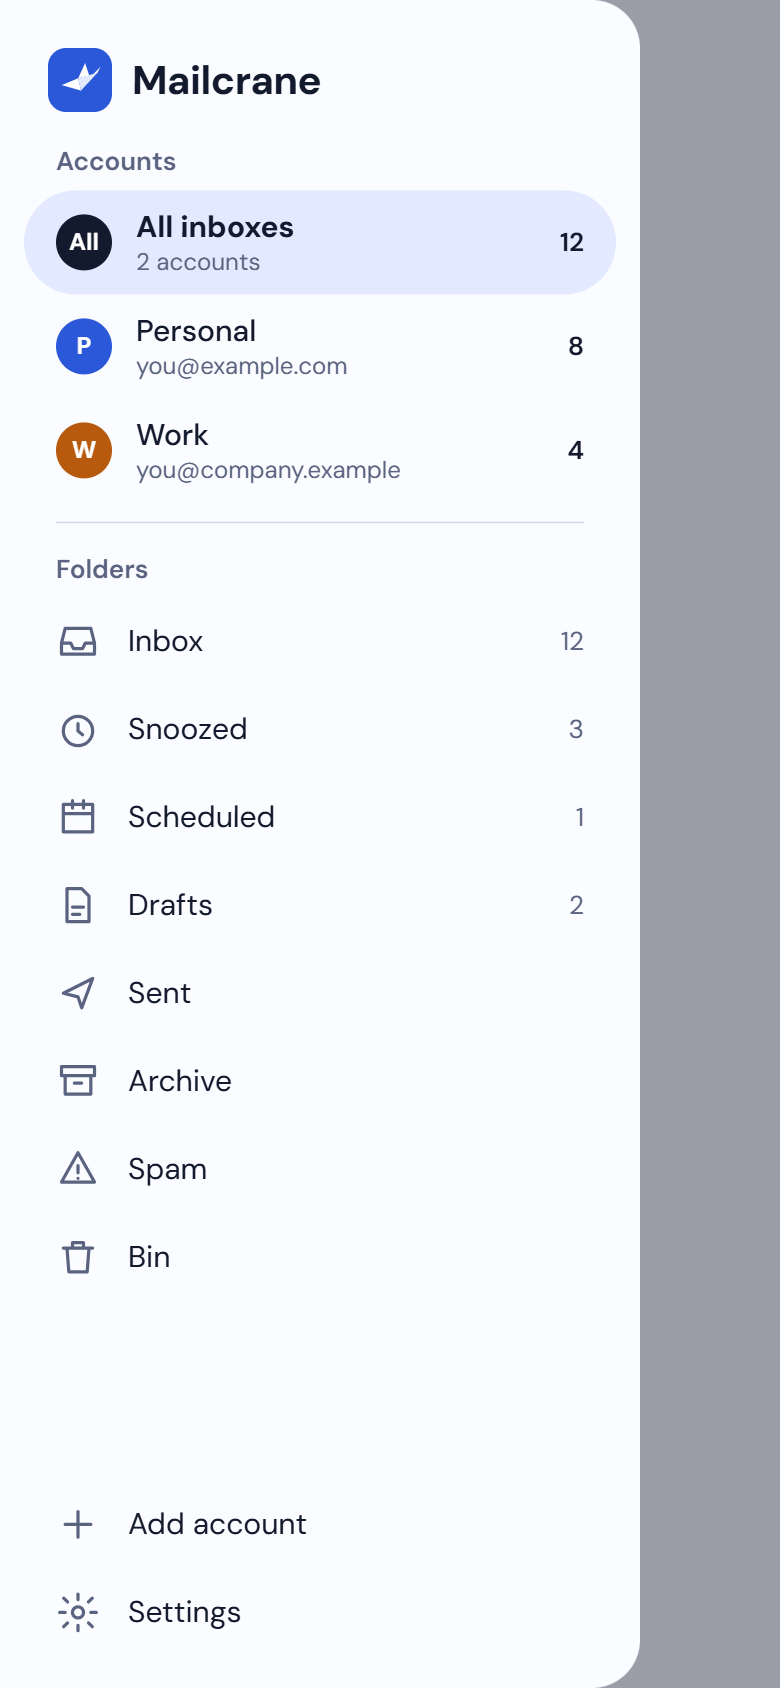 Mailcrane
Accounts
All
All inboxes
12
2 accounts
P
Personal
8
you@example.com
W
Work
4
you@company.example
Folders
Inbox
12
Snoozed
3
Scheduled
1
Drafts
2
Sent
Archive
Spam
Bin
Add account
Settings